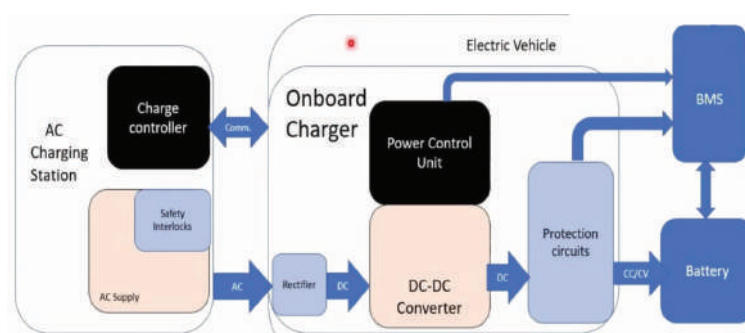 Electric Vehicle
AC
Charging
Station
Charge
controller
Comm.
Onboard
Charger
Power Control
Unit
BMS
Safety
Interlocks
AC Supply
AC
Rectifier
DC
DC-DC
Converter
DC
Protection
circuits
CC/CV
Battery